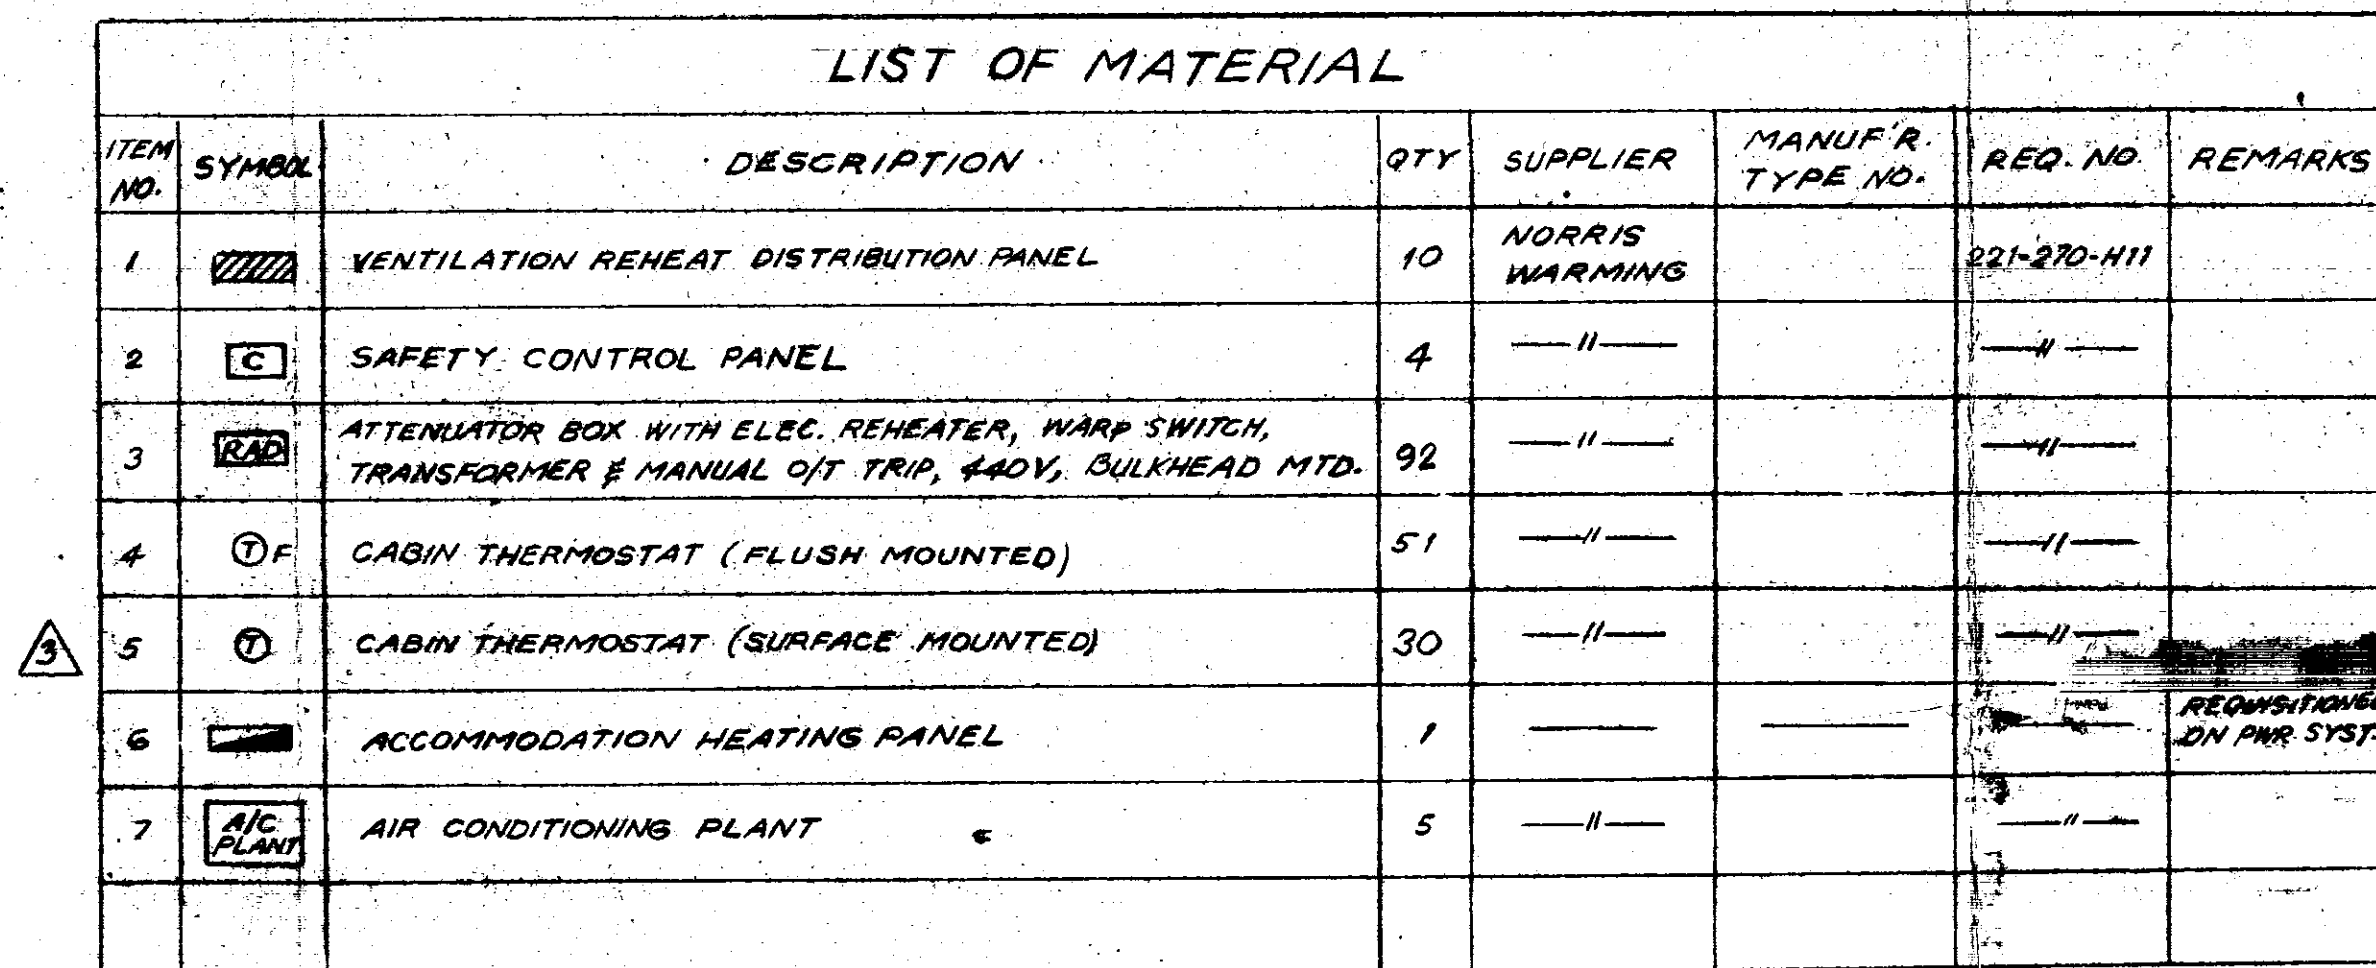 LIST OF MATERIAL
ITEM NO. SYMBOL DESCRIPTION QTY SUPPLIER MANUF'R. TYPE NO. REQ. NO. REMARKS
1 VENTILATION REHEAT DISTRIBUTION PANEL 10 NORRIS WARMING 221-270-H11
2 C SAFETY CONTROL PANEL 4 —〃— —〃—
3 RAD ATTENUATOR BOX WITH ELEC. REHEATER, WARP SWITCH,
TRANSFORMER & MANUAL O/T TRIP, 440V, BULKHEAD MTD. 92 —〃— —〃—
4 T F CABIN THERMOSTAT (FLUSH MOUNTED) 51 —〃— —〃—
3 5 T CABIN THERMOSTAT (SURFACE MOUNTED) 30 —〃— —〃—
6 ACCOMMODATION HEATING PANEL 1 — — — REQUISITIONED
ON PWR SYST.
7 A/C PLANT AIR CONDITIONING PLANT 5 —〃— —〃—